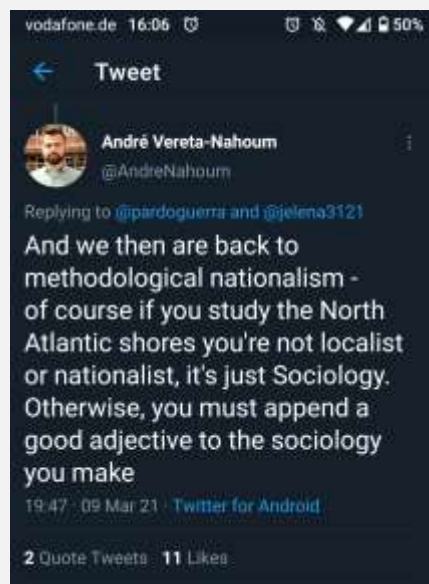 vodafone.de 16:06
50%
Tweet
André Vereta-Nahoum
@AndreNahoum
Replying to @pardoguerra and @jelena3121
And we then are back to
methodological nationalism -
of course if you study the North
Atlantic shores you're not localist
or nationalist, it's just Sociology.
Otherwise, you must append a
good adjective to the sociology
you make
19:47 · 09 Mar 21 · Twitter for Android
2 Quote Tweets 11 Likes